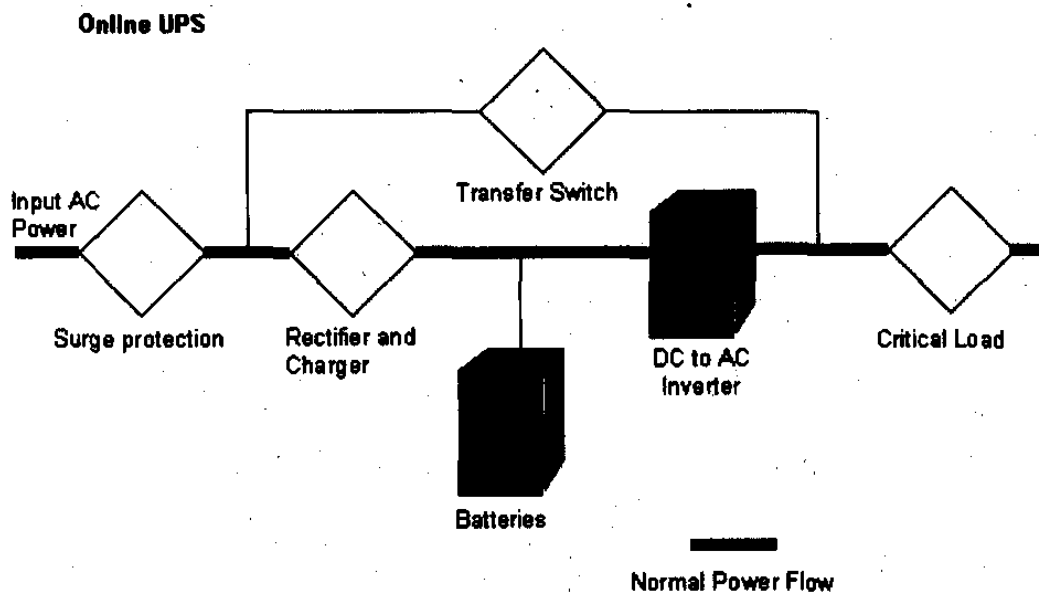 Online UPS
Transfer Switch
Input AC
Power
Surge protection
Rectifier and
Charger
DC to AC
Inverter
Critical Load
Batteries
Normal Power Flow